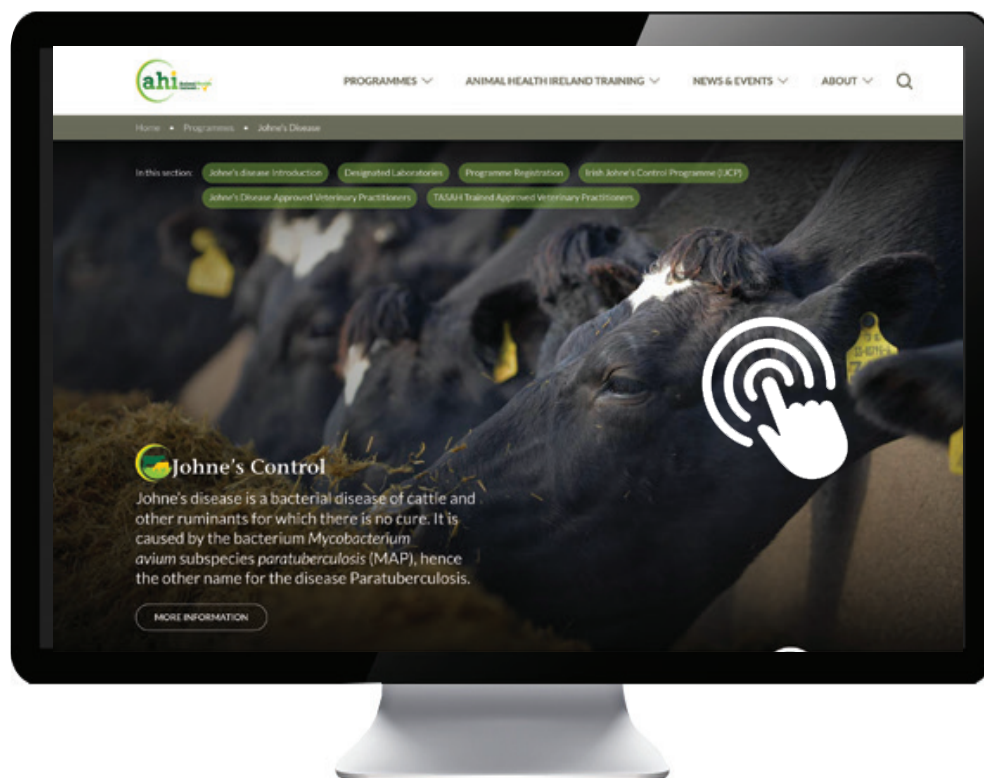 ahi
PROGRAMMES ANIMAL HEALTH IRELAND TRAINING NEWS & EVENTS ABOUT
Home • Programmes • Johne's Disease
In this section: Johne's disease Introduction Designated Laboratories Programme Registration Irish Johne's Control Programme (IJCP)
Johne's Disease Approved Veterinary Practitioners TASAH Trained Approved Veterinary Practitioners
Johne's Control
Johne's disease is a bacterial disease of cattle and
other ruminants for which there is no cure. It is
caused by the bacterium Mycobacterium
avium subspecies paratuberculosis (MAP), hence
the other name for the disease Paratuberculosis.
MORE INFORMATION